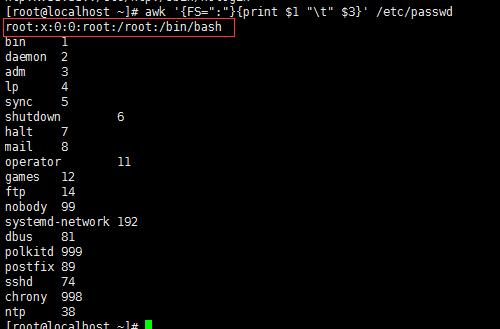 [root@localhost ~]# awk '{FS=":"}{print $1 "\t" $3}' /etc/passwd
root:x:0:0:root:/root:/bin/bash
bin 1
daemon 2
adm 3
lp 4
sync 5
shutdown 6
halt 7
mail 8
operator 11
games 12
ftp 14
nobody 99
systemd-network 192
dbus 81
polkitd 999
postfix 89
sshd 74
chrony 998
ntp 38
[root@localhost ~]#